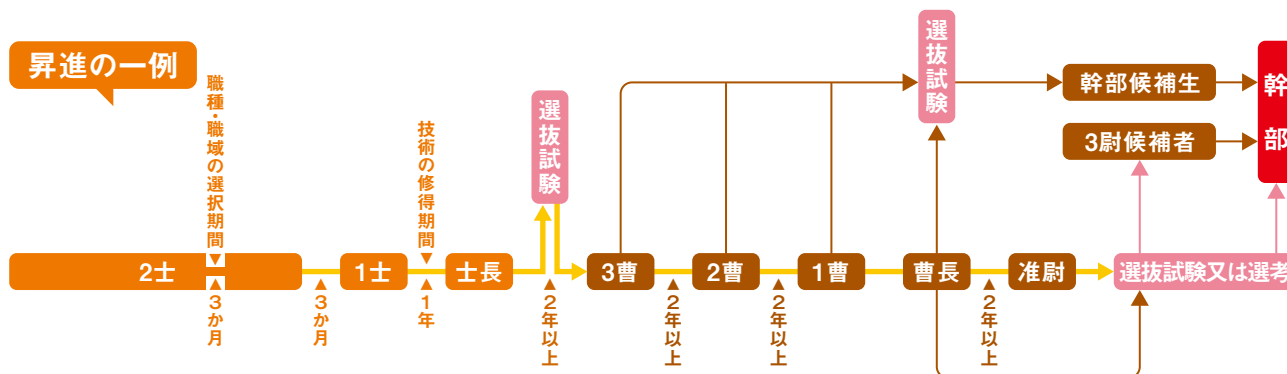 昇進の一例
職種・職域の選択期間
技術の修得期間
選抜試験
選抜試験
幹部候補生
3尉候補者
幹部
2士
1士
士長
3曹
2曹
1曹
曹長
准尉
選抜試験又は選考
3か月
3か月
1年
2年以上
2年以上
2年以上
2年以上